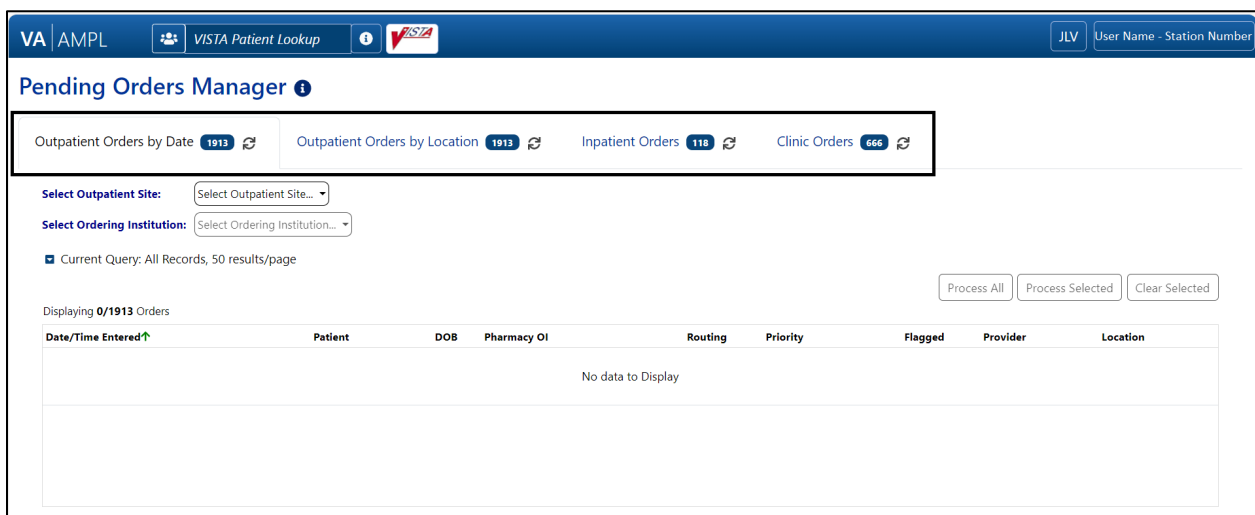 VA AMPL VISTA Patient Lookup VISTA JLV User Name - Station Number
Pending Orders Manager
Outpatient Orders by Date 1913 Outpatient Orders by Location 1913 Inpatient Orders 118 Clinic Orders 666
Select Outpatient Site: Select Outpatient Site...
Select Ordering Institution: Select Ordering Institution...
Current Query: All Records, 50 results/page
Process All Process Selected Clear Selected
Displaying 0/1913 Orders
Date/Time Entered Patient DOB Pharmacy OI Routing Priority Flagged Provider Location
No data to Display